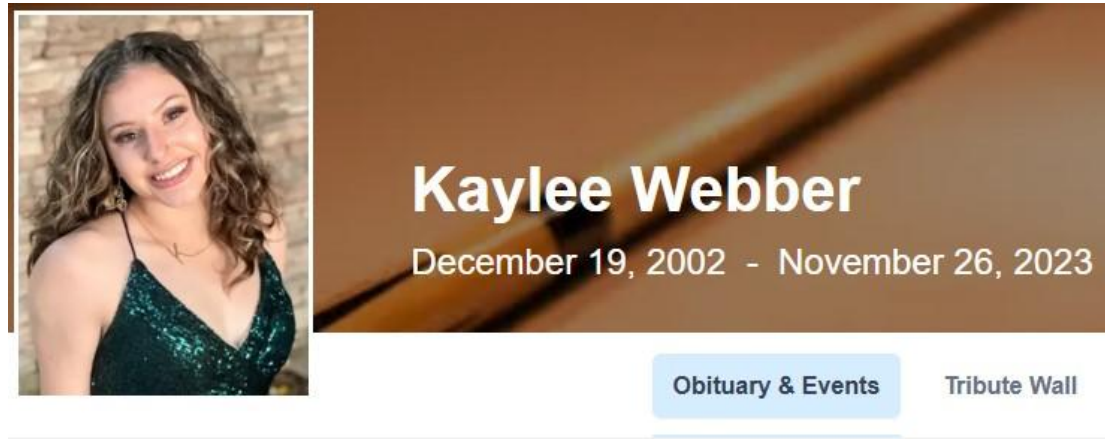 Kaylee Webber
December 19, 2002 - November 26, 2023
Obituary & Events Tribute Wall